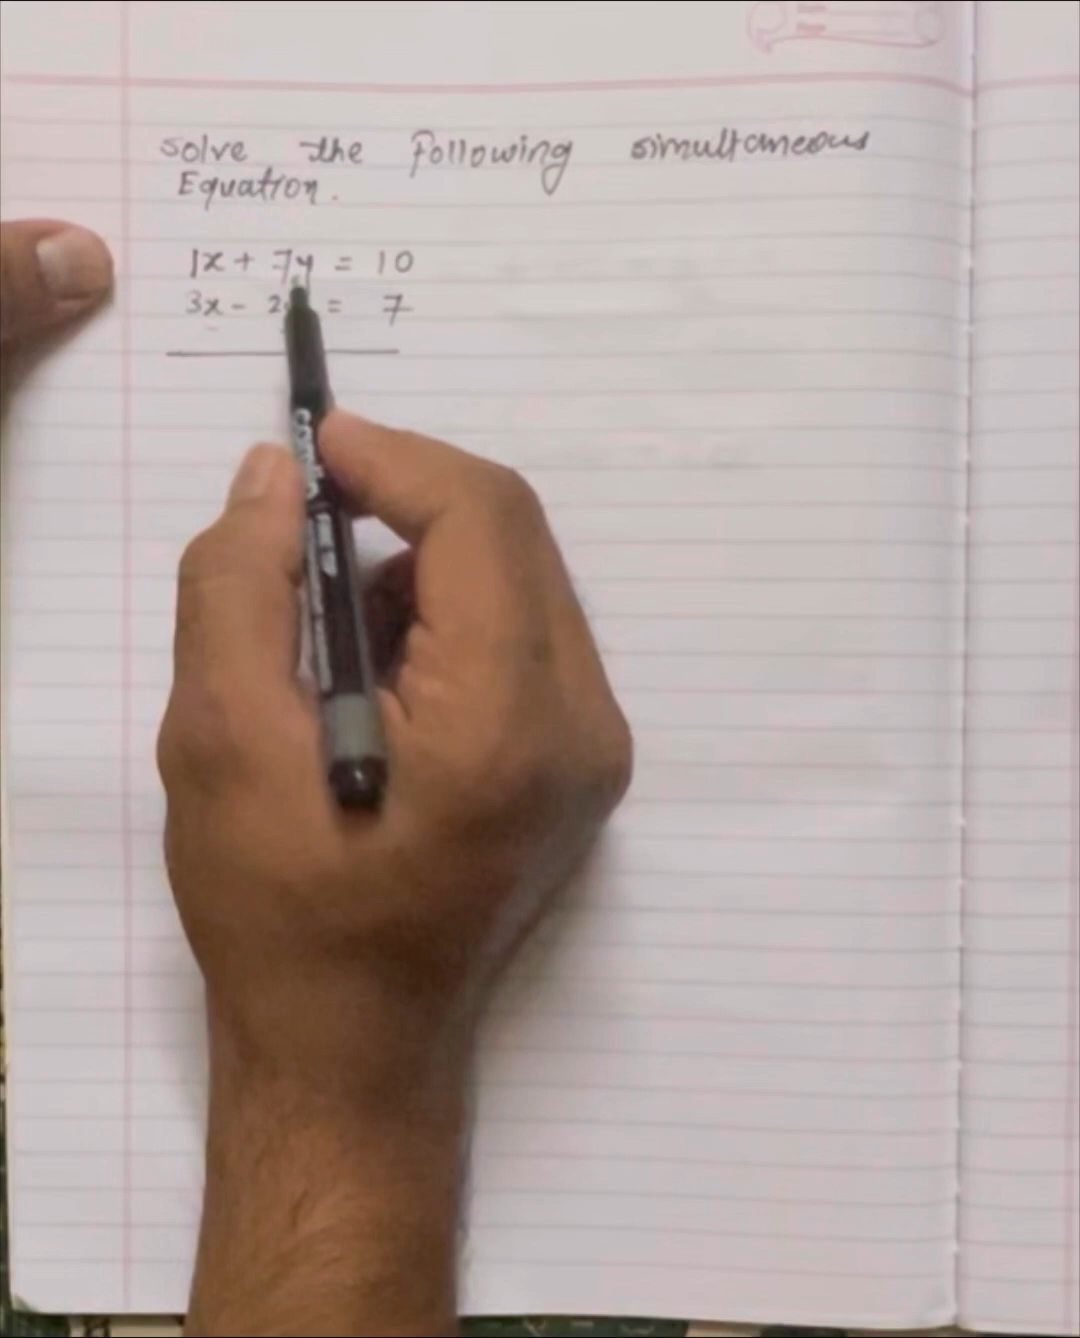 solve the following simultaneous
Equation.
1x + 7y = 10
3x - 2 = 7